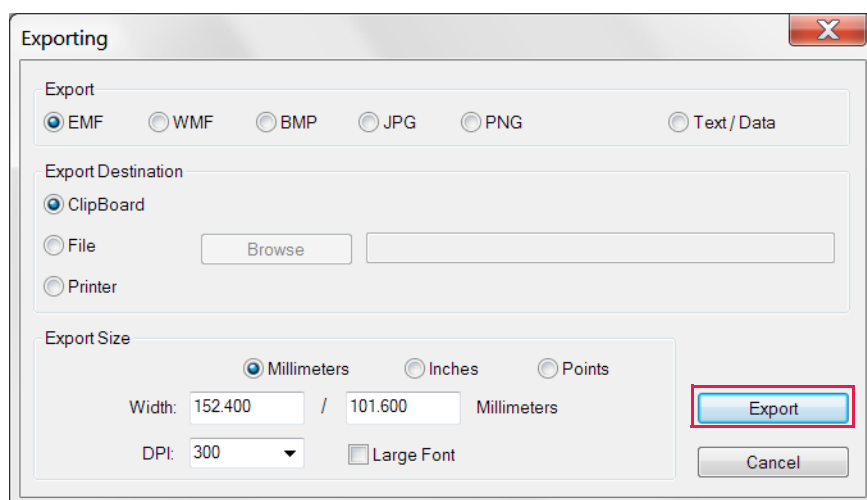 Exporting
Export
EMF WMF BMP JPG PNG Text / Data
Export Destination
ClipBoard
File Browse
Printer
Export Size
Millimeters Inches Points
Width: 152.400 / 101.600 Millimeters Export
DPI: 300 Large Font Cancel